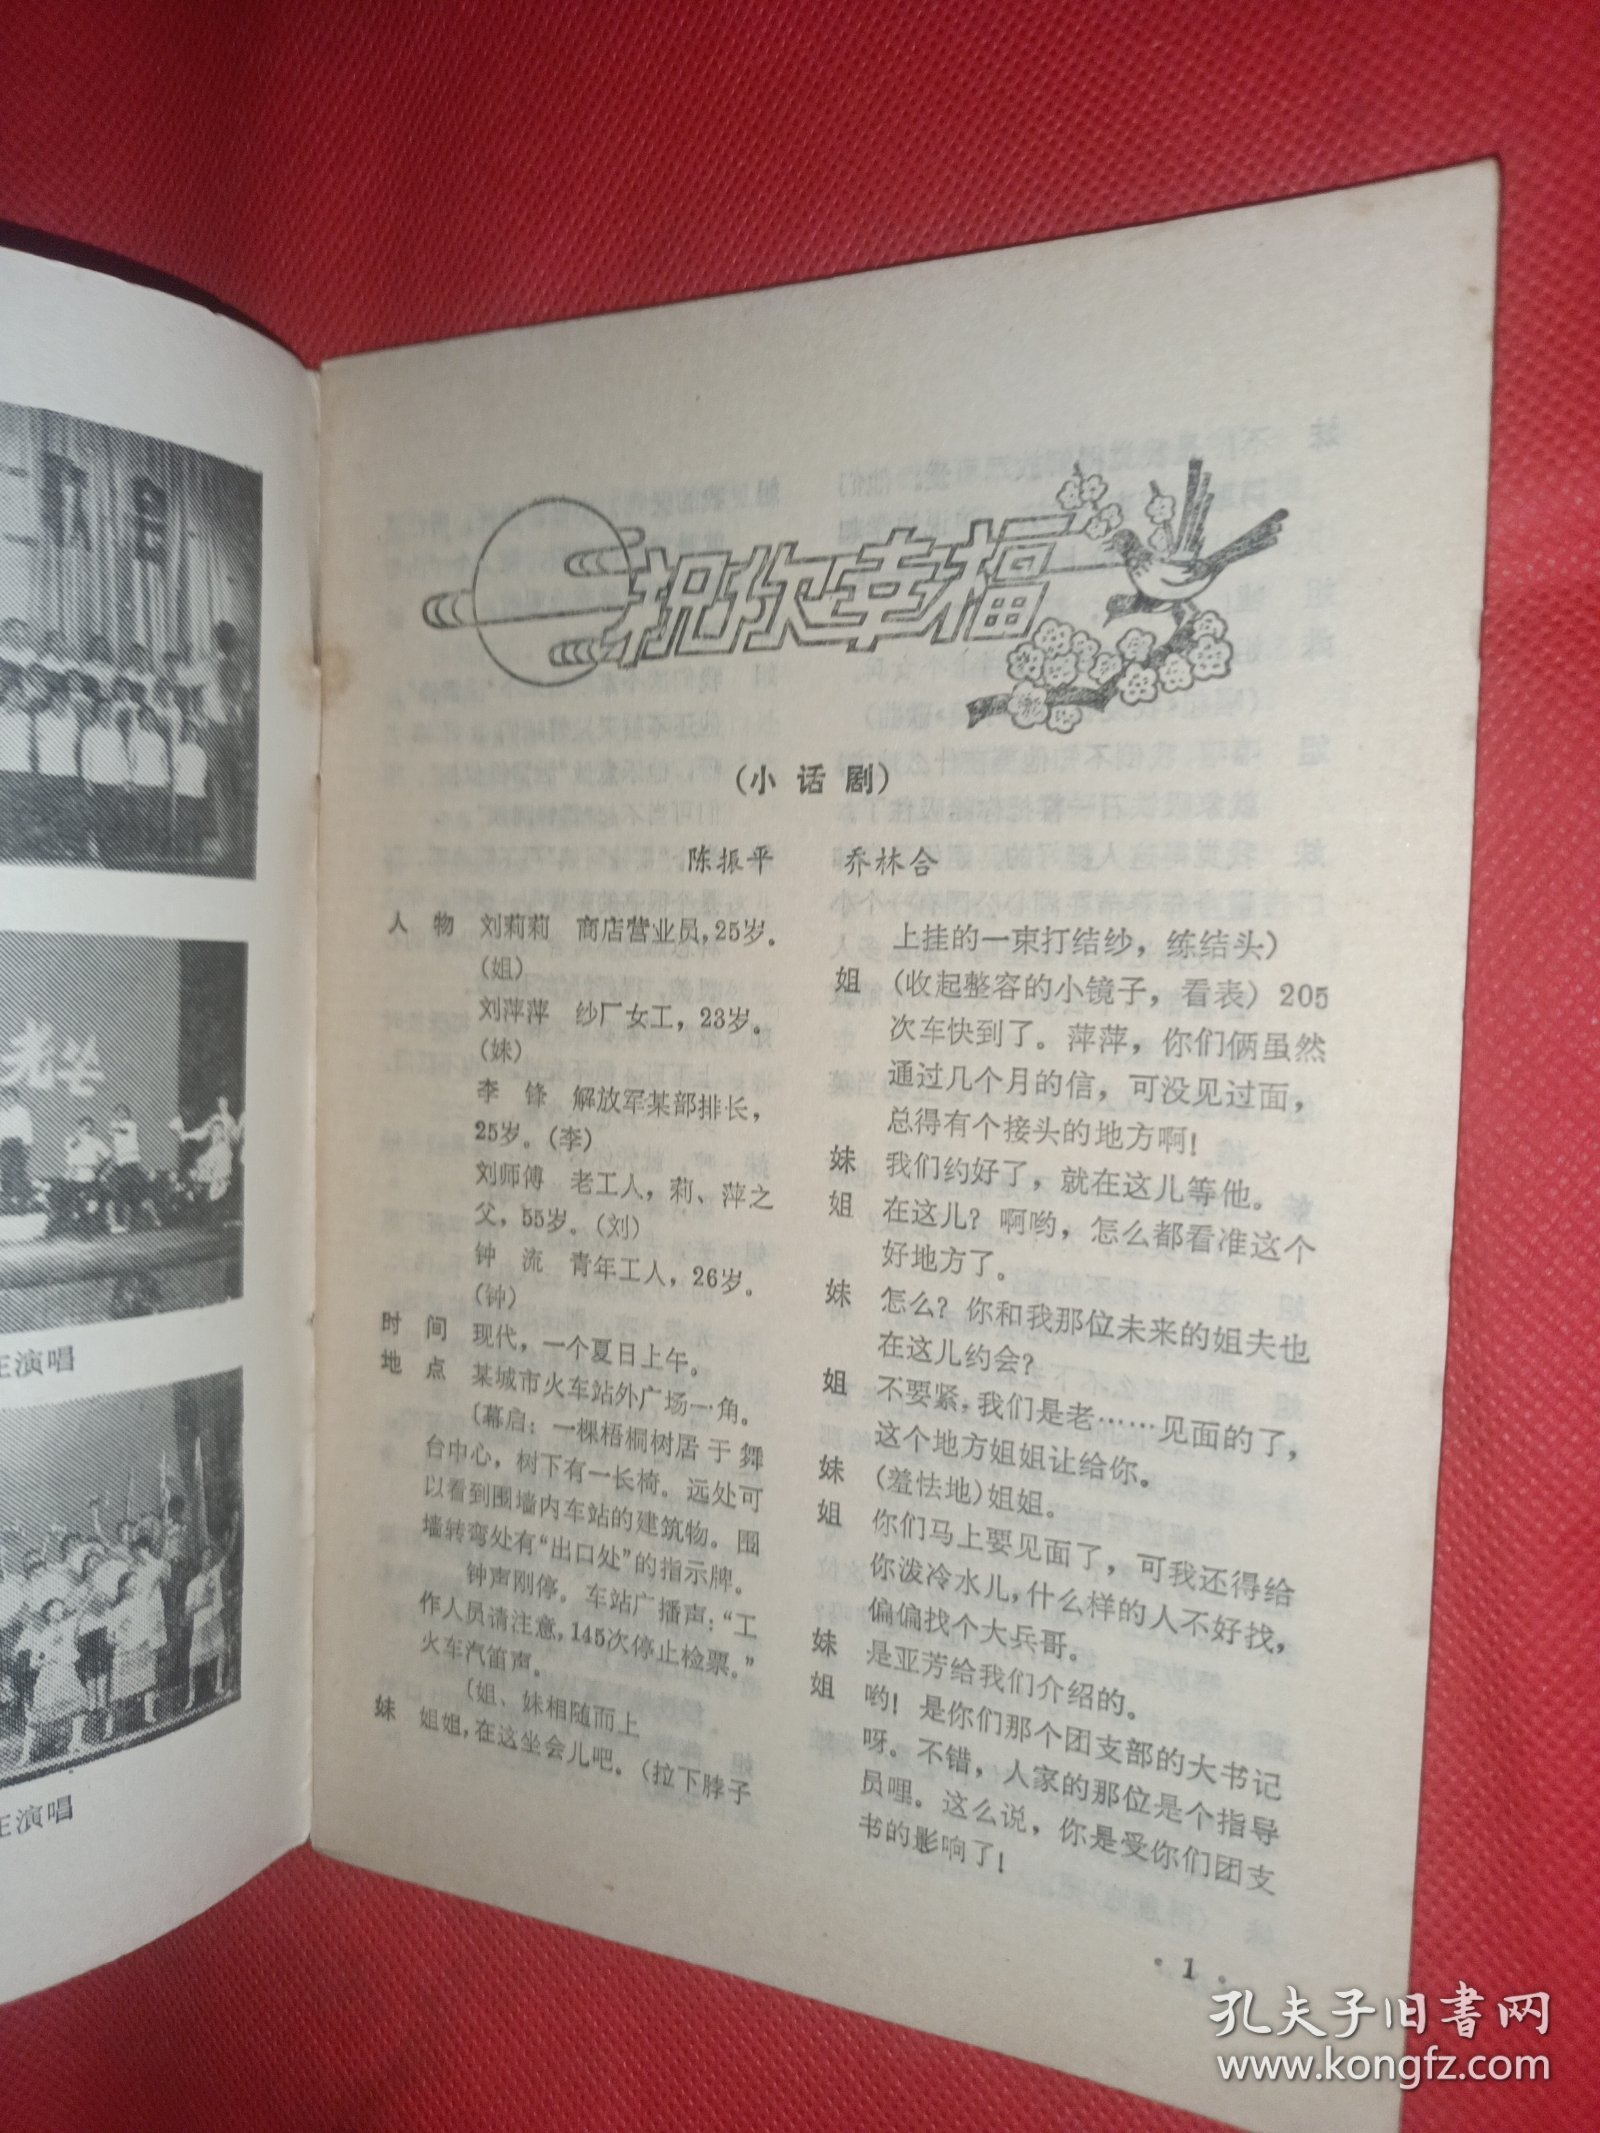 祝你幸福
（小话剧）
陈振平　乔林合
人物 刘莉莉 商店营业员，25岁。
（姐）
刘萍萍 纱厂女工，23岁。
（妹）
李锋 解放军某部排长，
25岁。（李）
刘师傅 老工人，莉、萍之
父，55岁。（刘）
钟流 青年工人，26岁。
（钟）
时间 现代，一个夏日上午。
地点 某城市火车站外广场一角。
〔幕启：一棵梧桐树居于舞
台中心，树下有一长椅。远处可
以看到围墙内车站的建筑物。围
墙转弯处有“出口处”的指示牌。
钟声刚停。车站广播声：“工
作人员请注意，145次停止检票。”
火车汽笛声。
〔姐、妹相随而上
妹 姐姐，在这坐会儿吧。（拉下脖子
上挂的一束打结纱，练结头）
姐 （收起整容的小镜子，看表）205
次车快到了。萍萍，你们俩虽然
通过几个月的信，可没见过面，
总得有个接头的地方啊！
妹 我们约好了，就在这儿等他。
姐 在这儿？啊哟，怎么都看准这个
好地方了。
妹 怎么？你和我那位未来的姐夫也
在这儿约会？
姐 不要紧，我们是老……见面的了，
这个地方姐姐让给你。
妹 （羞怯地）姐姐。
姐 你们马上要见面了，可我还得给
你泼冷水儿，什么样的人不好找，
偏偏找个大兵哥。
妹 是亚芳给我们介绍的。
姐 哟！是你们那个团支部的大书记
呀。不错，人家的那位是个指导
员哩。这么说，你是受你们团支
书的影响了！
·1·
老
演唱
演唱
孔夫子旧书网
www.kongfz.com